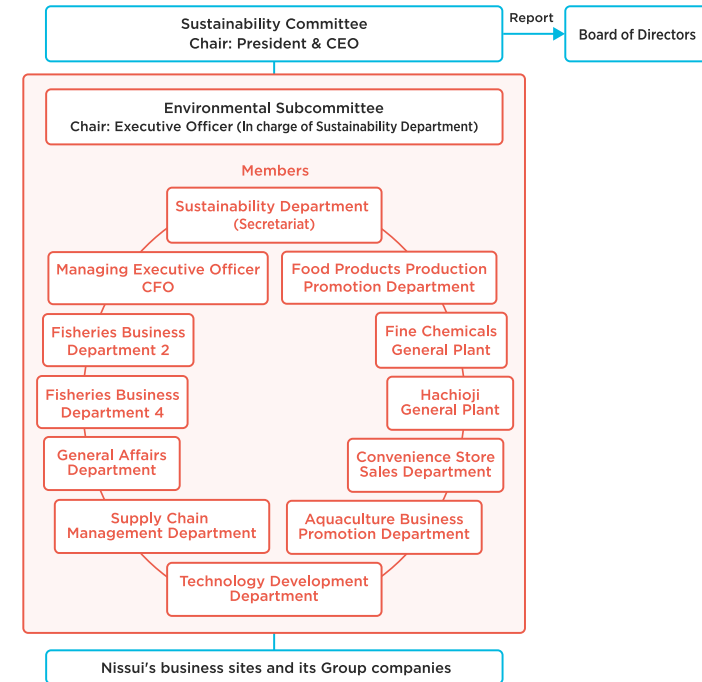 Sustainability Committee
Chair: President & CEO
Report
Board of Directors
Environmental Subcommittee
Chair: Executive Officer (In charge of Sustainability Department)
Members
Sustainability Department
(Secretariat)
Managing Executive Officer
CFO
Food Products Production
Promotion Department
Fisheries Business
Department 2
Fine Chemicals
General Plant
Fisheries Business
Department 4
Hachioji
General Plant
General Affairs
Department
Convenience Store
Sales Department
Supply Chain
Management Department
Aquaculture Business
Promotion Department
Technology Development
Department
Nissui's business sites and its Group companies